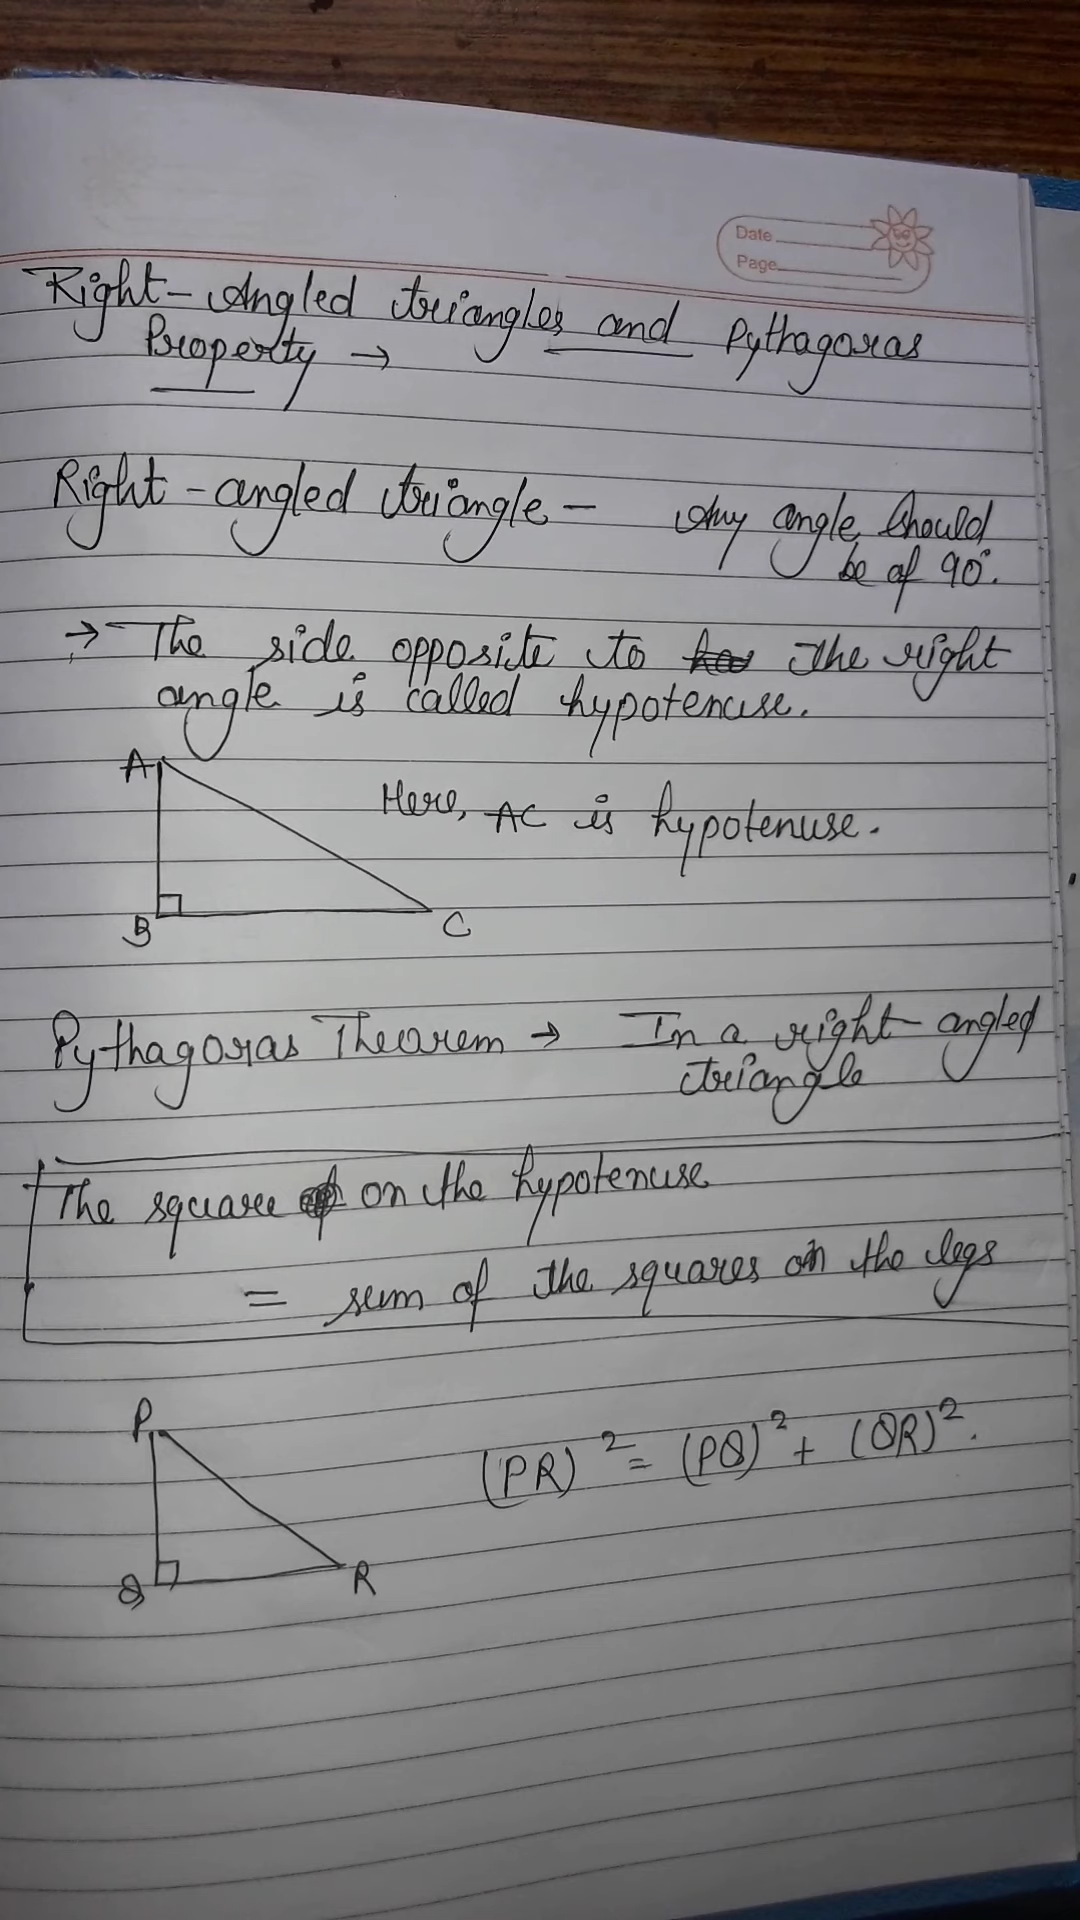 Date
Page
Right-Angled triangles and Pythagoras
Property →
Right-angled triangle - Any angle should
be of 90°.
→ The side opposite to the right
angle is called hypotenuse.
A
Here, AC is hypotenuse.
B C
Pythagoras Theorem → In a right-angled
triangle
The square on the hypotenuse
= sum of the squares on the legs
P
(PR)² = (PQ)² + (QR)².
Q R